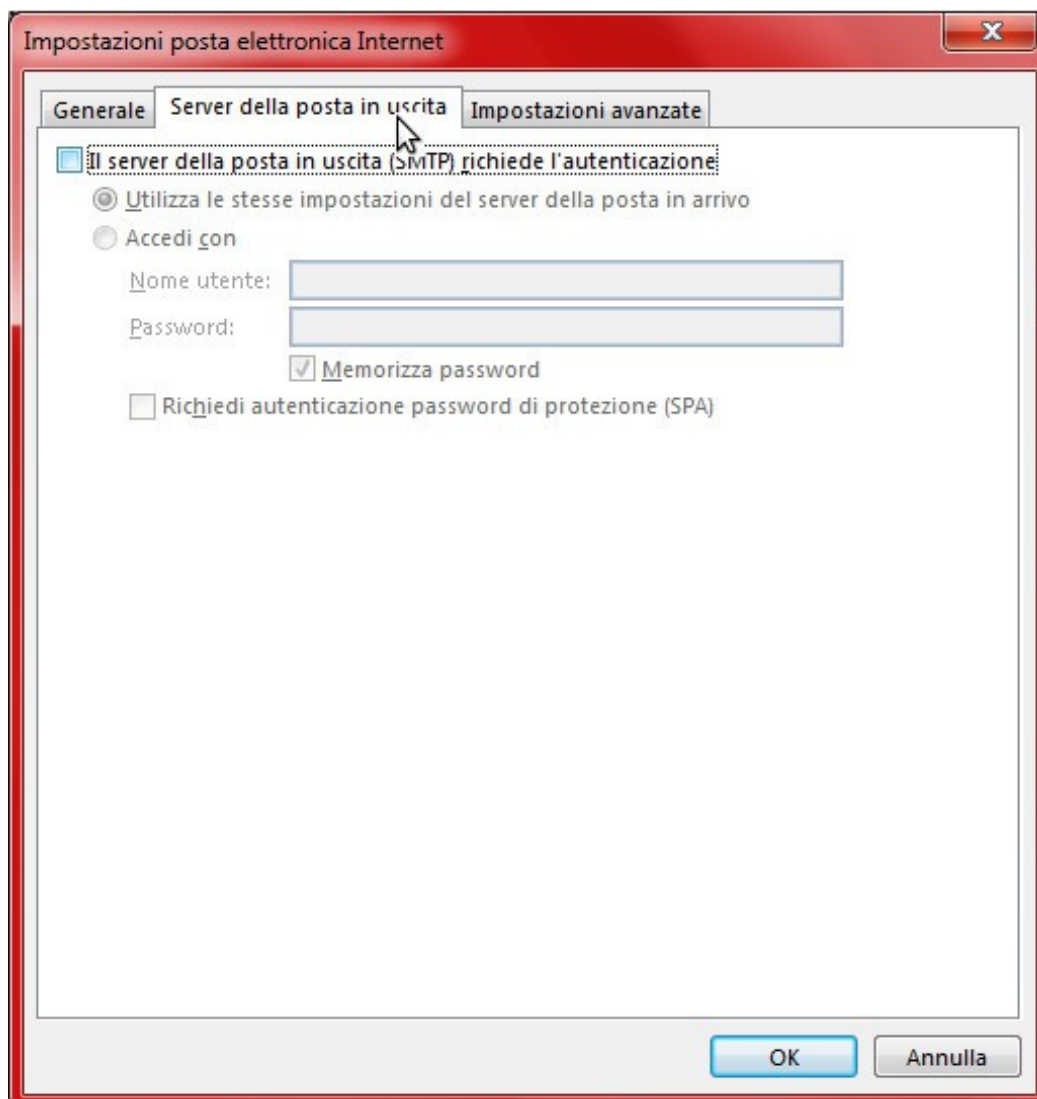 Impostazioni posta elettronica Internet
Generale Server della posta in uscita Impostazioni avanzate
Il server della posta in uscita (SMTP) richiede l'autenticazione
Utilizza le stesse impostazioni del server della posta in arrivo
Accedi con
Nome utente:
Password:
Memorizza password
Richiedi autenticazione password di protezione (SPA)
OK Annulla